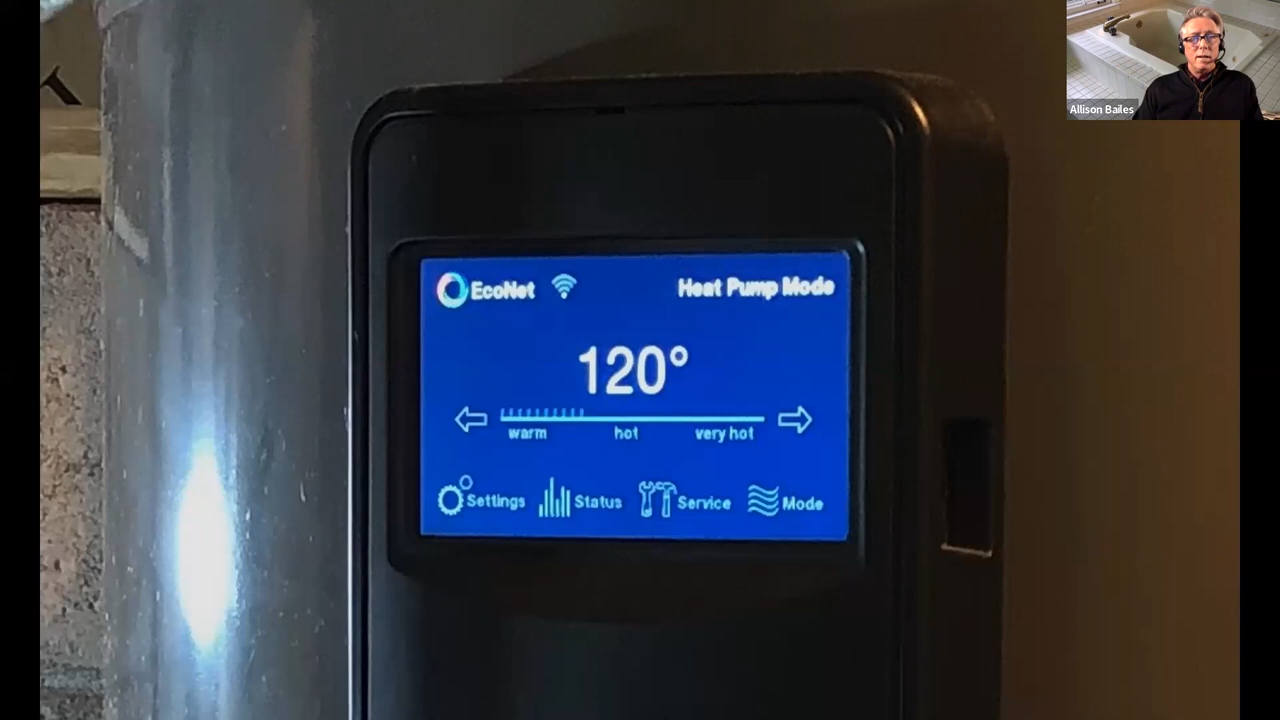 Allison Bailes
EcoNet
Heat Pump Mode
120°
warm hot very hot
Settings Status Service Mode